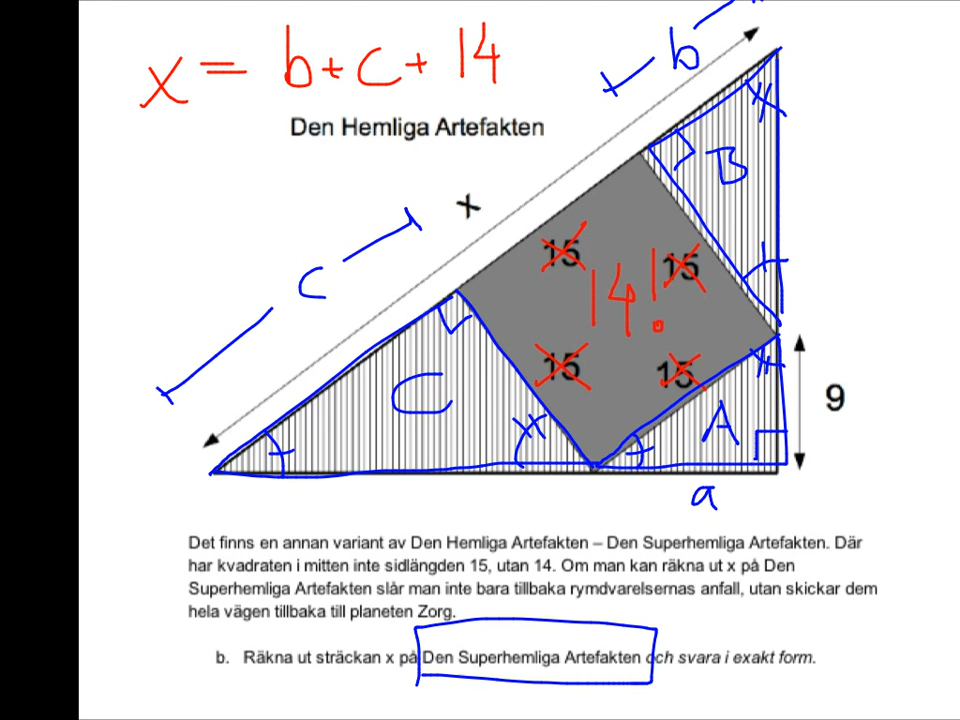 x = b + c + 14
b
Den Hemliga Artefakten
x
B
15
15
14!
c
15
15
C
A
9
a
Det finns en annan variant av Den Hemliga Artefakten – Den Superhemliga Artefakten. Där
har kvadraten i mitten inte sidlängden 15, utan 14. Om man kan räkna ut x på Den
Superhemliga Artefakten slår man inte bara tillbaka rymdvarelsernas anfall, utan skickar dem
hela vägen tillbaka till planeten Zorg.
b. Räkna ut sträckan x på Den Superhemliga Artefakten och svara i exakt form.